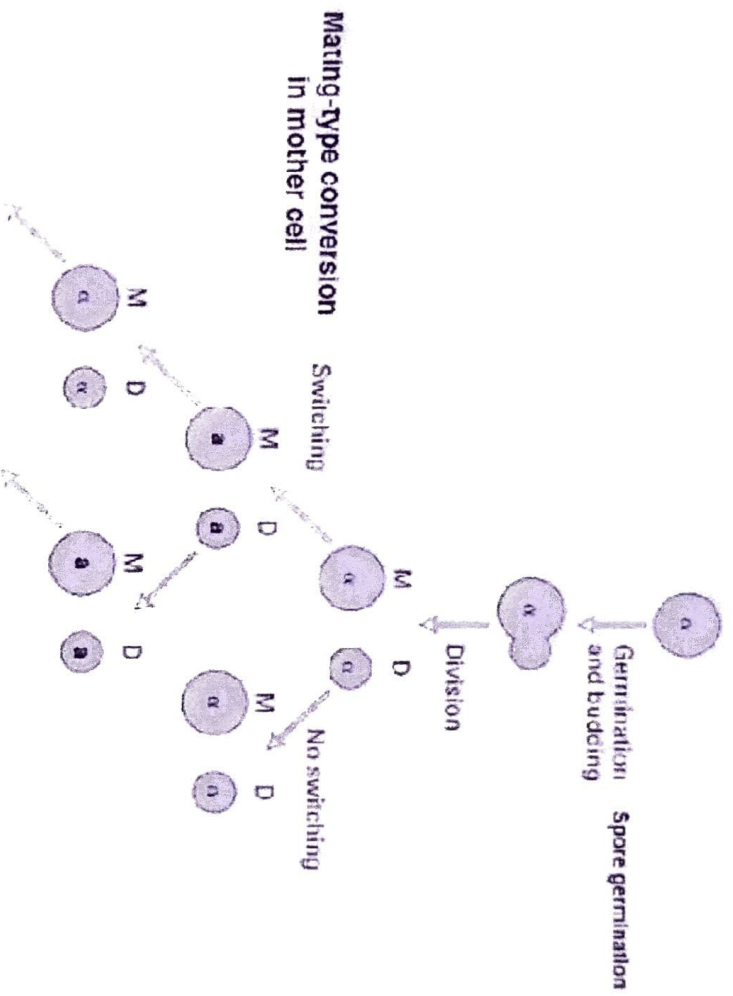 Spore germination
α
Germination
and budding
α
Division
M D
α α
Mating-type conversion
in mother cell
Switching
No switching
M D
a a
M D
α α
M D
α α
M D
a a